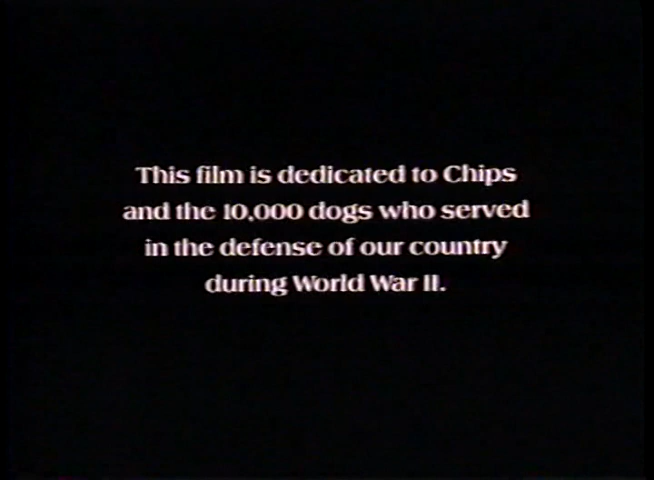 This film is dedicated to Chips
and the 10,000 dogs who served
in the defense of our country
during World War II.